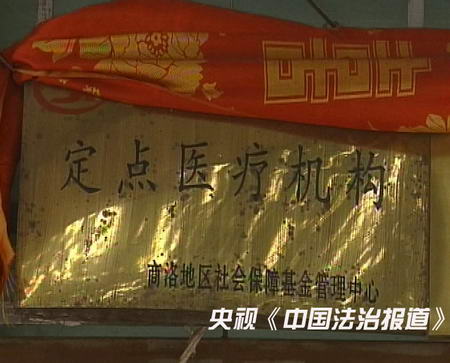 定点医疗机构
商洛地区社会保障基金管理中心
央视《中国法治报道》